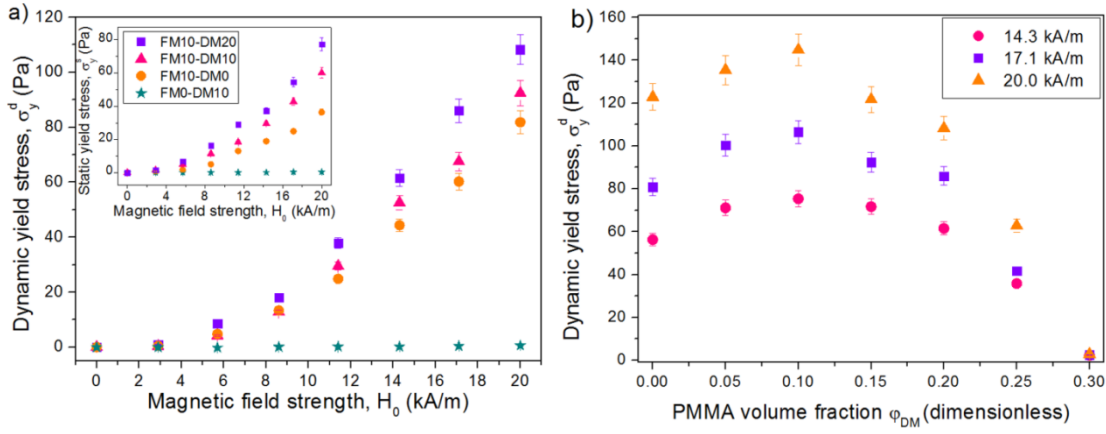 a)
Dynamic yield stress, σ_y^d (Pa)
120
100
80
60
40
20
0
0 2 4 6 8 10 12 14 16 18 20
Magnetic field strength, H₀ (kA/m)
Static yield stress, σ_y^s (Pa)
80
60
40
20
0
0 4 8 12 16 20
Magnetic field strength, H₀ (kA/m)
FM10-DM20
FM10-DM10
FM10-DM0
FM0-DM10
b)
Dynamic yield stress, σ_y^d (Pa)
160
140
120
100
80
60
40
20
0
0.00 0.05 0.10 0.15 0.20 0.25 0.30
PMMA volume fraction φ_DM (dimensionless)
14.3 kA/m
17.1 kA/m
20.0 kA/m